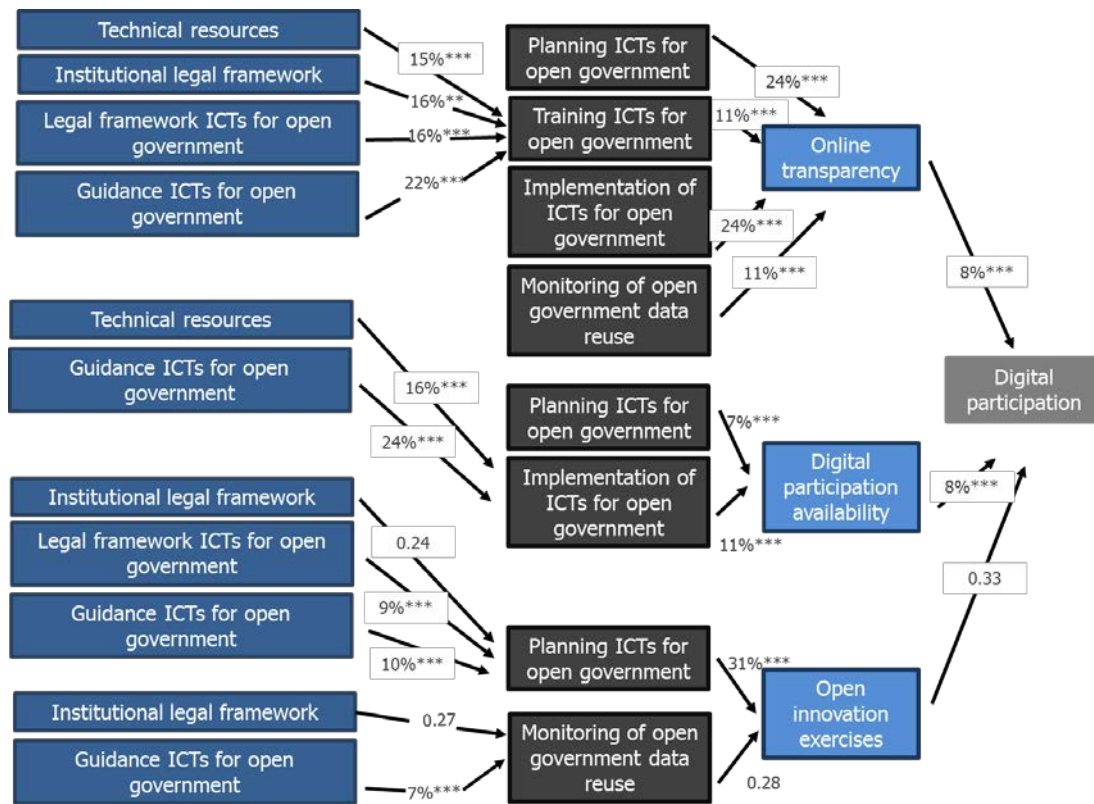 Technical resources
Institutional legal framework
Legal framework ICTs for open
government
Guidance ICTs for open
government
15%***
16%**
16%***
22%***
Planning ICTs for
open government
Training ICTs for
open government
Implementation of
ICTs for open
government
Monitoring of open
government data
reuse
24%***
11%***
24%***
11%***
Online
transparency
8%***
Technical resources
Guidance ICTs for open
government
16%***
24%***
Planning ICTs for
open government
Implementation of
ICTs for open
government
7%***
11%***
Digital
participation
availability
8%***
Digital
participation
Institutional legal framework
Legal framework ICTs for open
government
Guidance ICTs for open
government
0.24
9%***
10%***
Planning ICTs for
open government
31%***
Open
innovation
exercises
0.33
Institutional legal framework
Guidance ICTs for open
government
0.27
7%***
Monitoring of open
government data
reuse
0.28